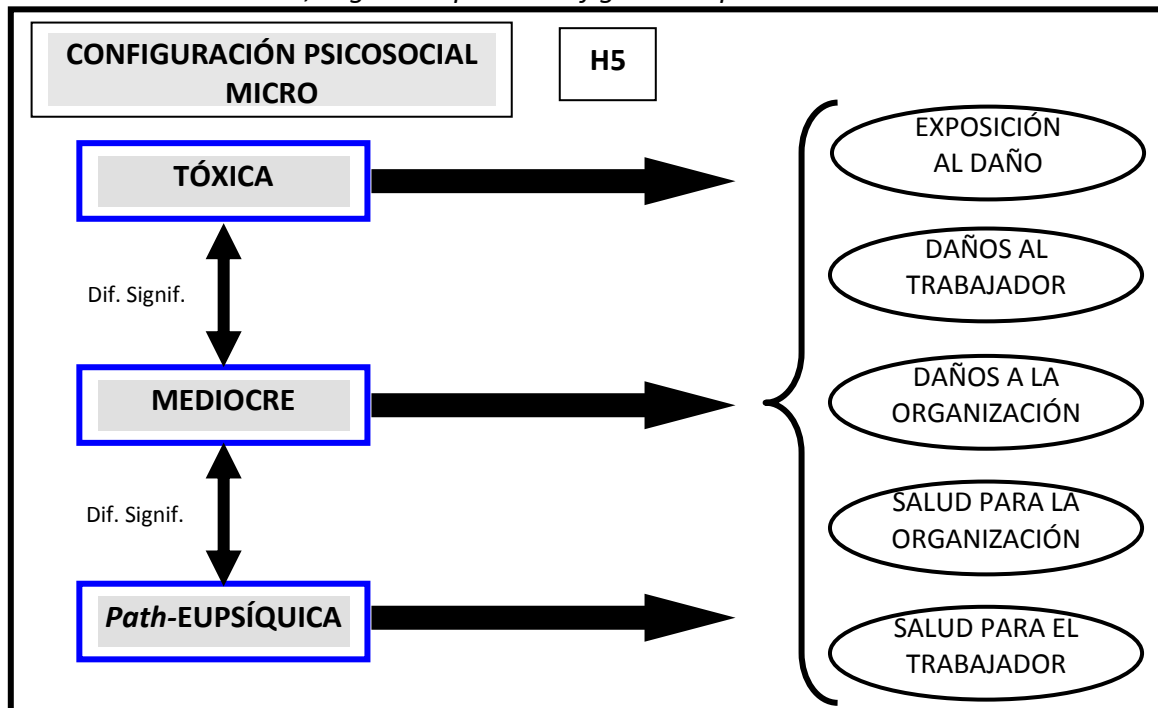 CONFIGURACIÓN PSICOSOCIAL
MICRO
H5
TÓXICA
Dif. Signif.
MEDIOCRE
Dif. Signif.
Path-EUPSÍQUICA
EXPOSICIÓN
AL DAÑO
DAÑOS AL
TRABAJADOR
DAÑOS A LA
ORGANIZACIÓN
SALUD PARA LA
ORGANIZACIÓN
SALUD PARA EL
TRABAJADOR